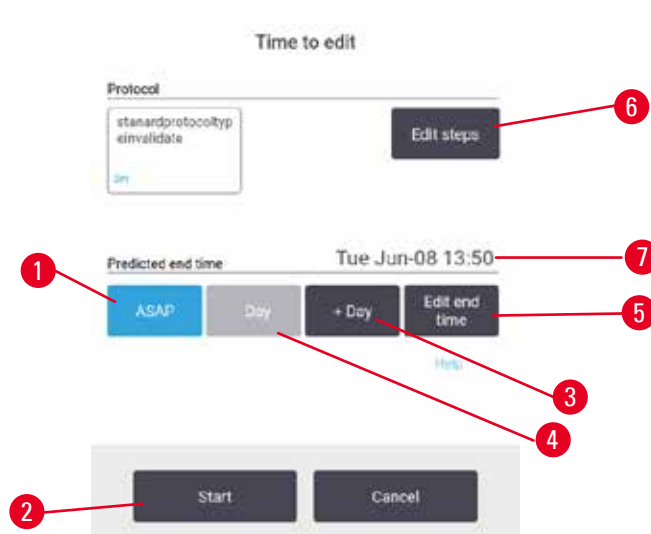 Time to edit
Protocol
stanardprotocoltyp
einvalidate
Edit steps
6
1
Predicted end time
Tue Jun-08 13:50
7
ASAP
Day
+ Day
Edit end
time
5
Help
3
4
2
Start
Cancel